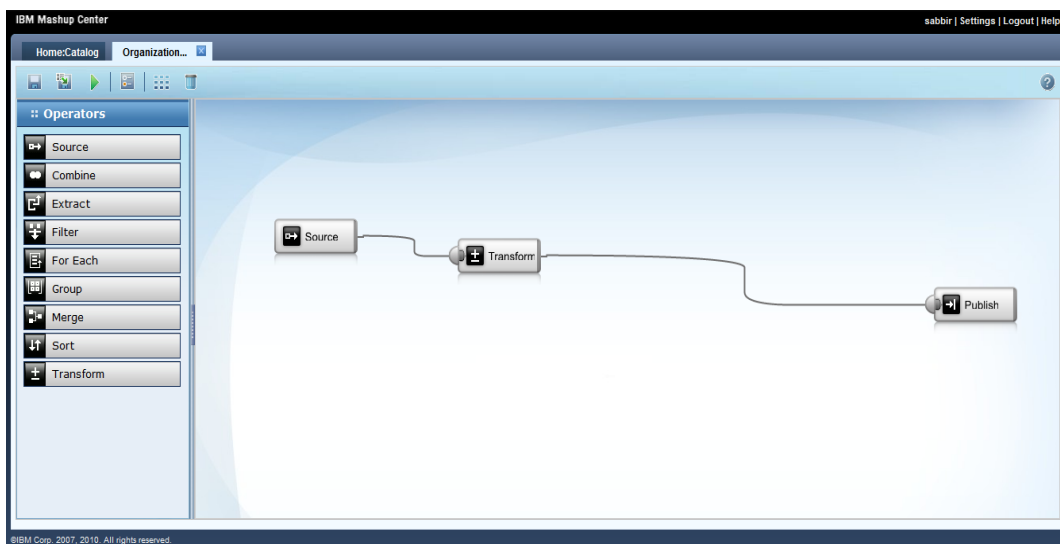 IBM Mashup Center
sabbir | Settings | Logout | Help
Home:Catalog Organization...
Operators
Source
Combine
Extract
Filter
For Each
Group
Merge
Sort
Transform
Source
Transform
Publish
©IBM Corp. 2007, 2010. All rights reserved.